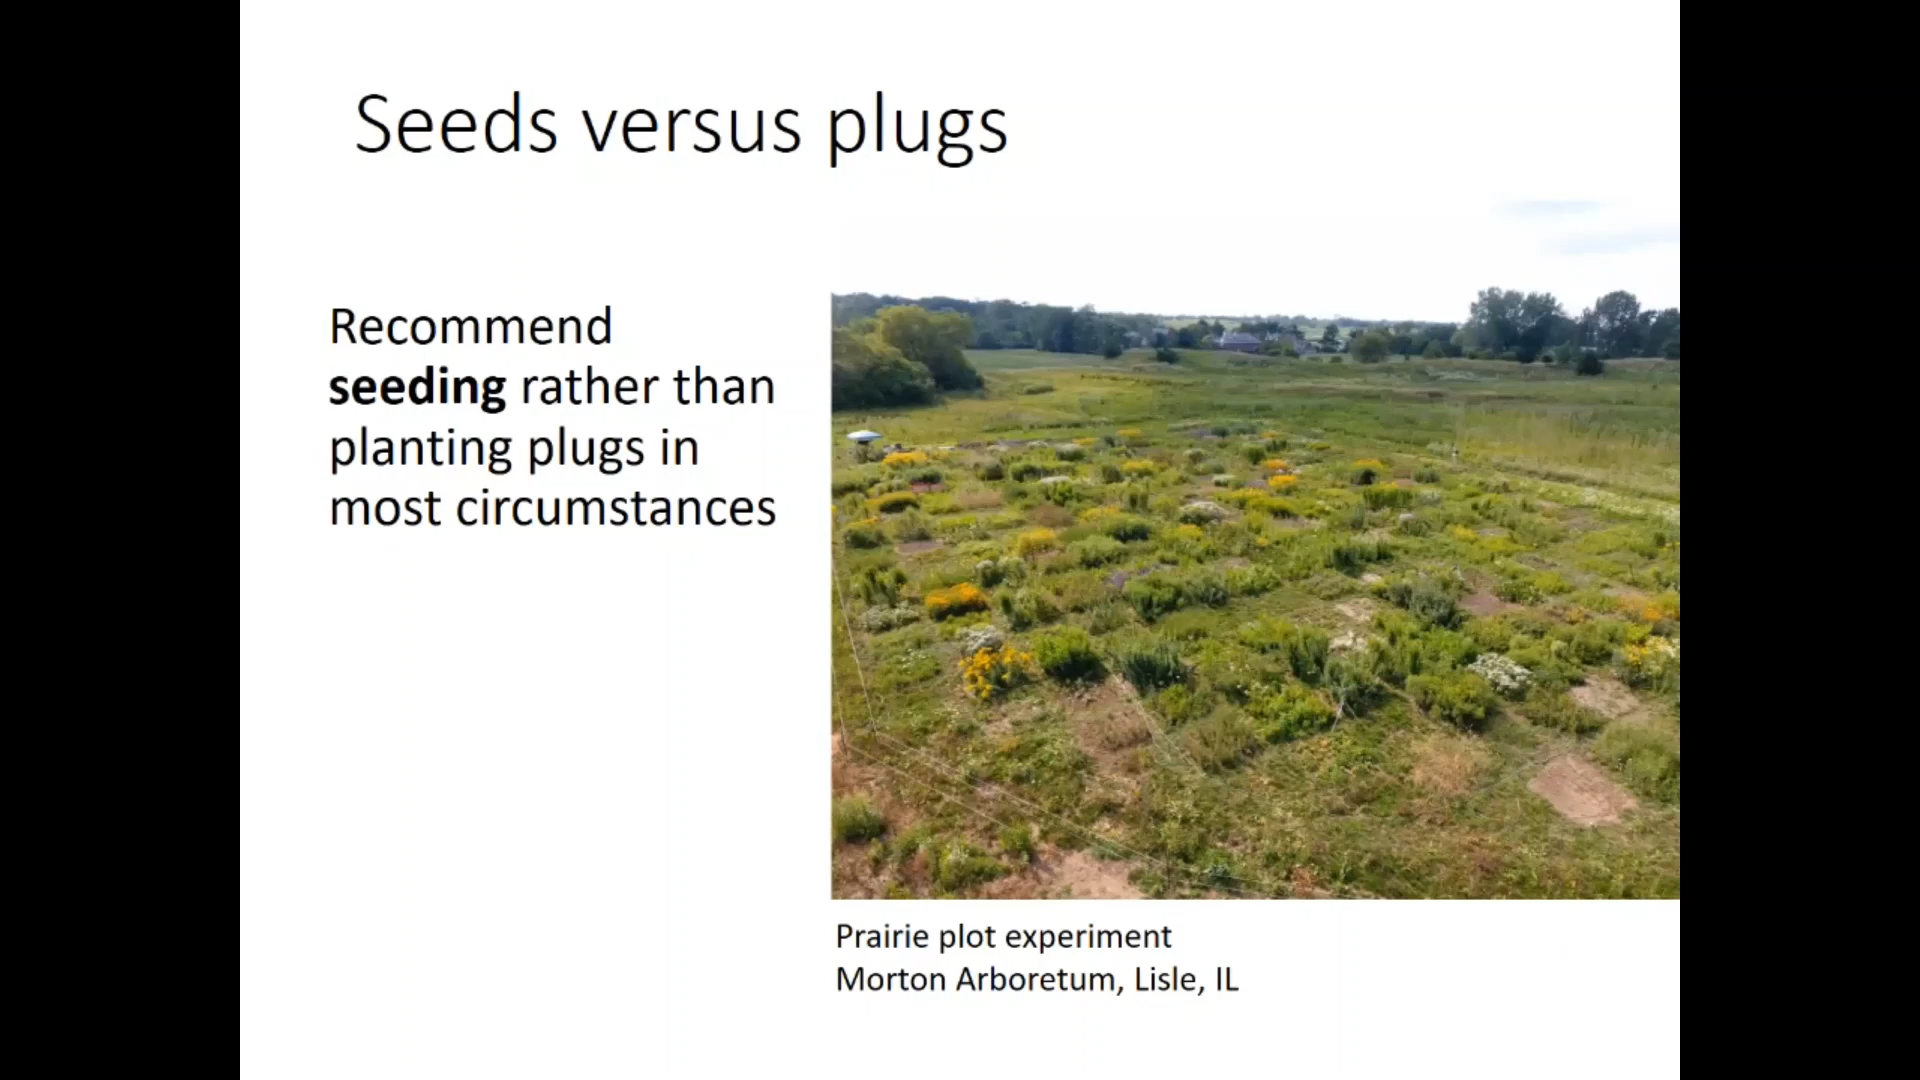 Seeds versus plugs
Recommend
seeding rather than
planting plugs in
most circumstances
Prairie plot experiment
Morton Arboretum, Lisle, IL